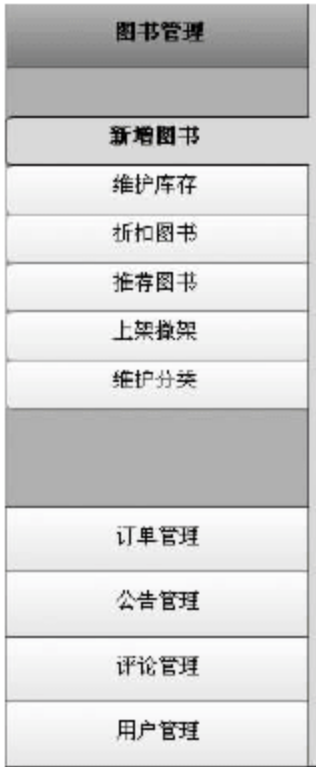 图书管理
新增图书
维护库存
折扣图书
推荐图书
上架撤架
维护分类
订单管理
公告管理
评论管理
用户管理